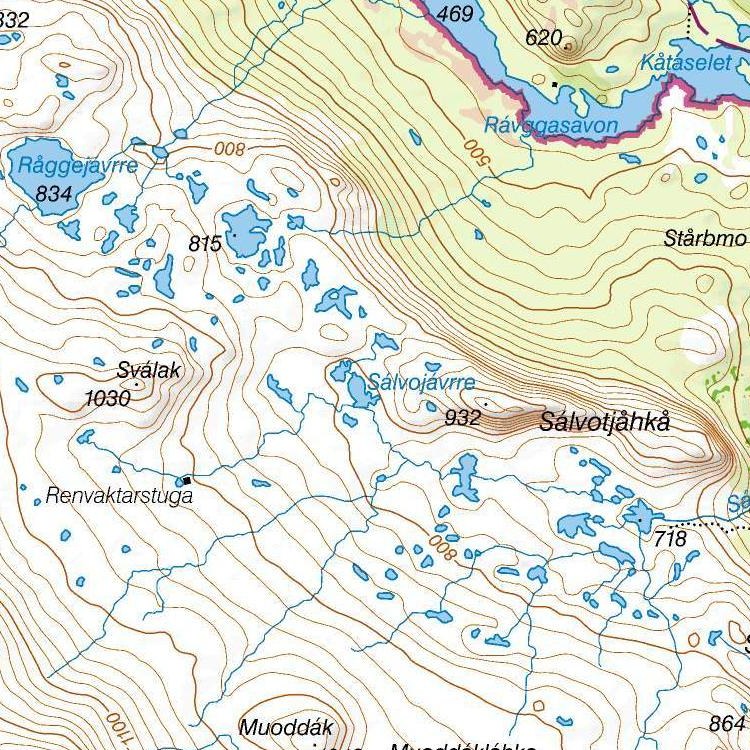 469
620
Kåtåselet
832
Rávggasavon
800
500
Råggejávrre
834
815
Stårbmo
Sválak
1030
Sálvojávrre
932
Sálvotjåhkå
Renvaktarstuga
718
800
1100
Muoddák
864